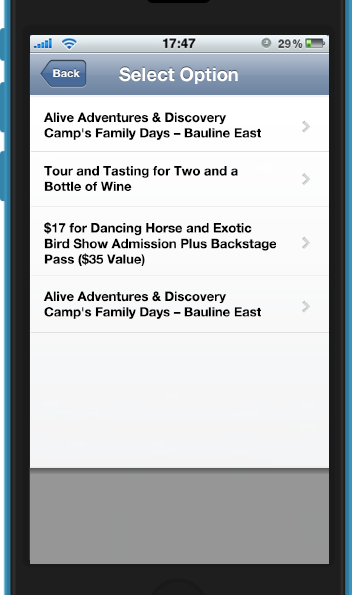 17:47 29%
Back Select Option
Alive Adventures & Discovery
Camp's Family Days – Bauline East
Tour and Tasting for Two and a
Bottle of Wine
$17 for Dancing Horse and Exotic
Bird Show Admission Plus Backstage
Pass ($35 Value)
Alive Adventures & Discovery
Camp's Family Days – Bauline East